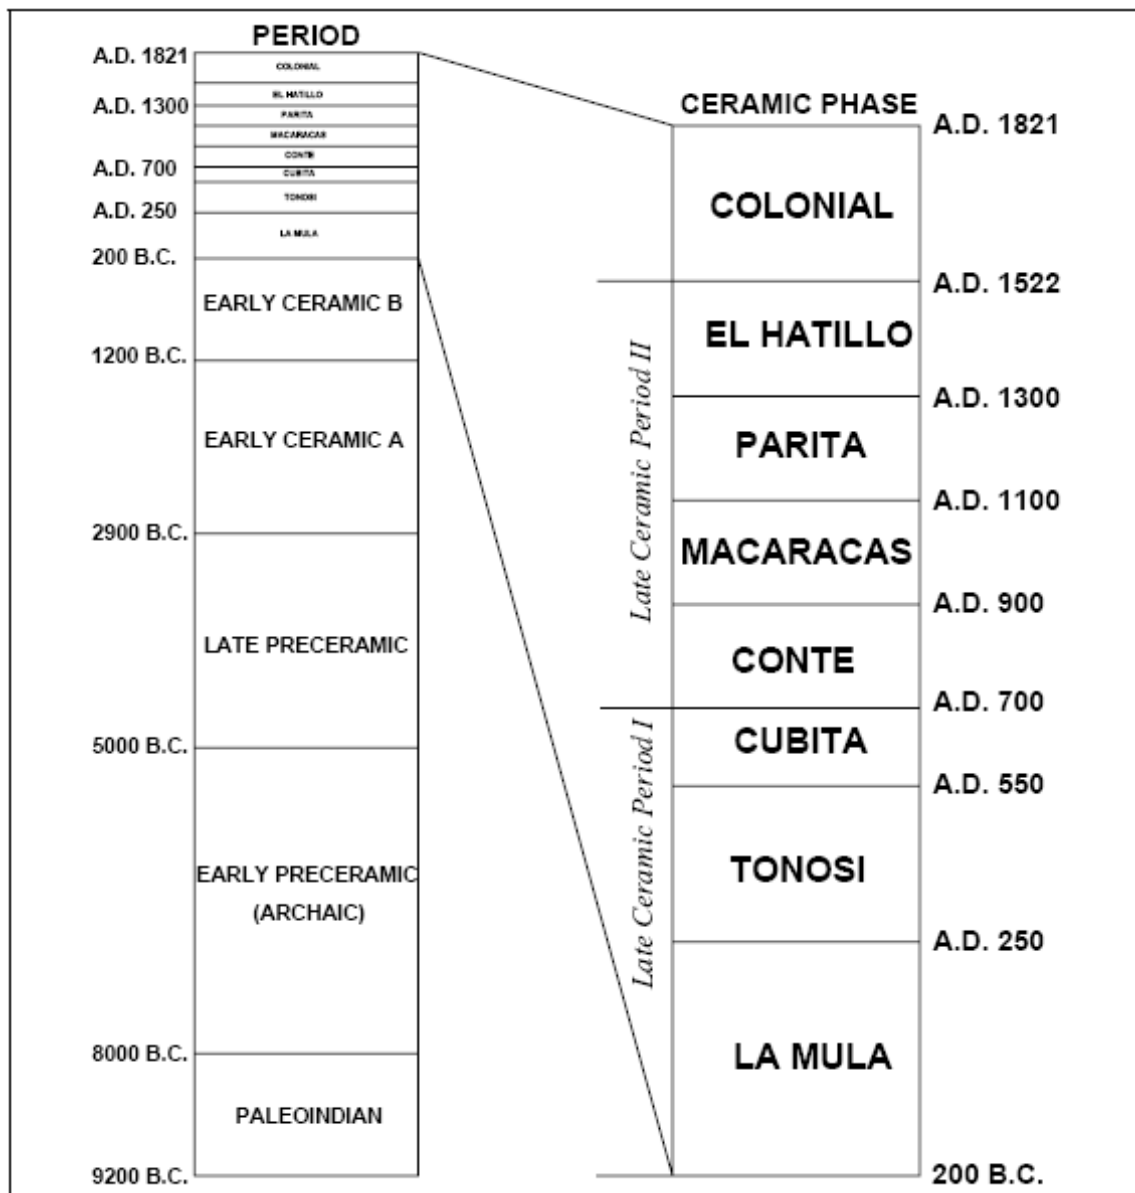 PERIOD
A.D. 1821
COLONIAL
EL HATILLO
A.D. 1300
PARITA
MACARACAS
CONTE
A.D. 700
CUBITA
TONOSI
A.D. 250
LA MULA
200 B.C.
EARLY CERAMIC B
1200 B.C.
EARLY CERAMIC A
2900 B.C.
LATE PRECERAMIC
5000 B.C.
EARLY PRECERAMIC
(ARCHAIC)
8000 B.C.
PALEOINDIAN
9200 B.C.
CERAMIC PHASE
A.D. 1821
COLONIAL
A.D. 1522
EL HATILLO
Late Ceramic Period II
A.D. 1300
PARITA
A.D. 1100
MACARACAS
A.D. 900
CONTE
A.D. 700
CUBITA
Late Ceramic Period I
A.D. 550
TONOSI
A.D. 250
LA MULA
200 B.C.